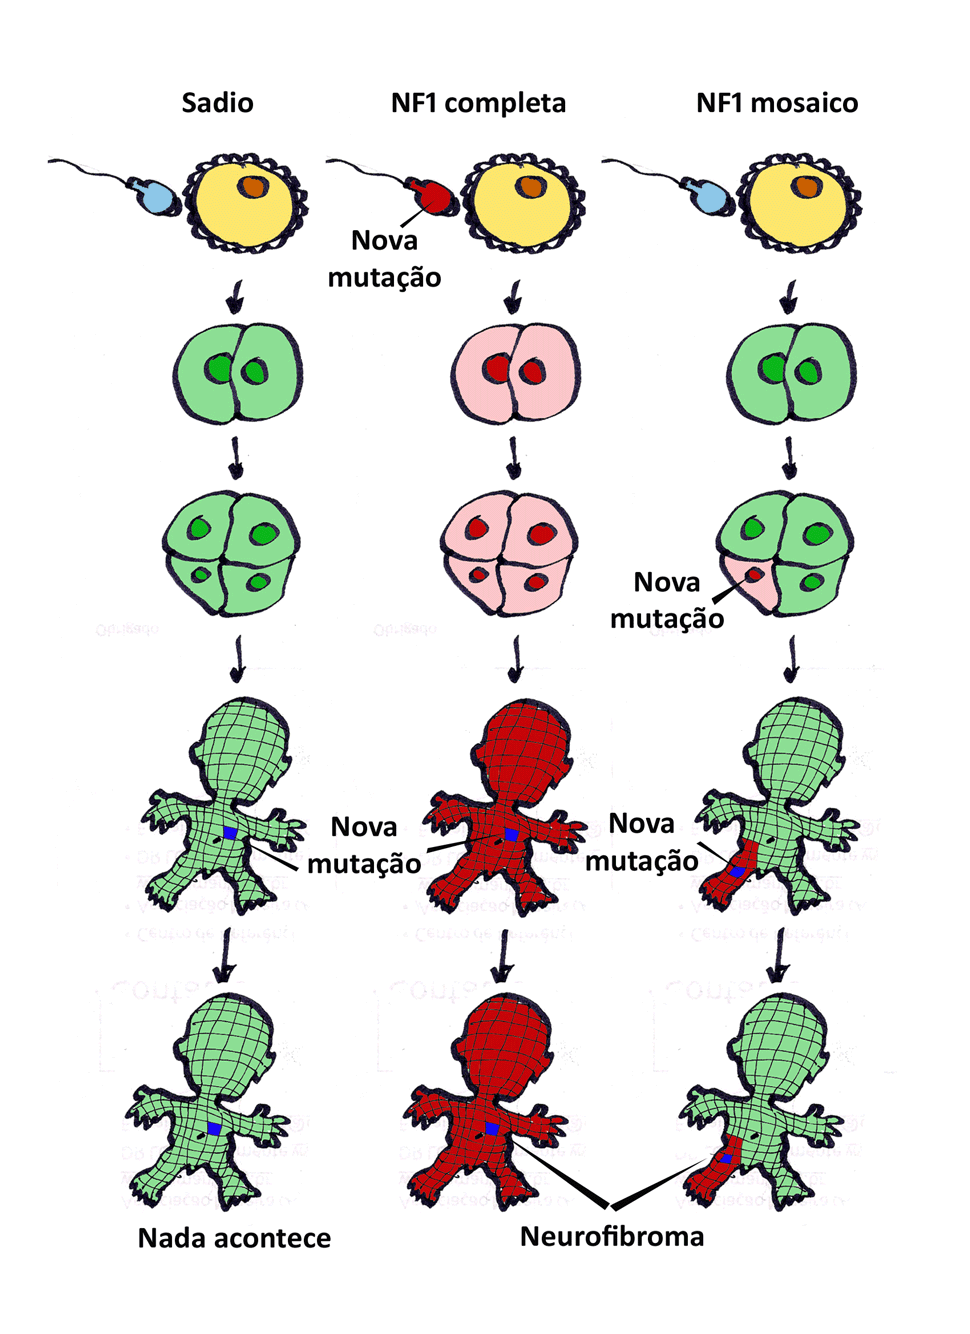 Sadio
NF1 completa
NF1 mosaico
Nova
mutação
Nova
mutação
Nova
mutação
Nova
mutação
Nada acontece
Neurofibroma